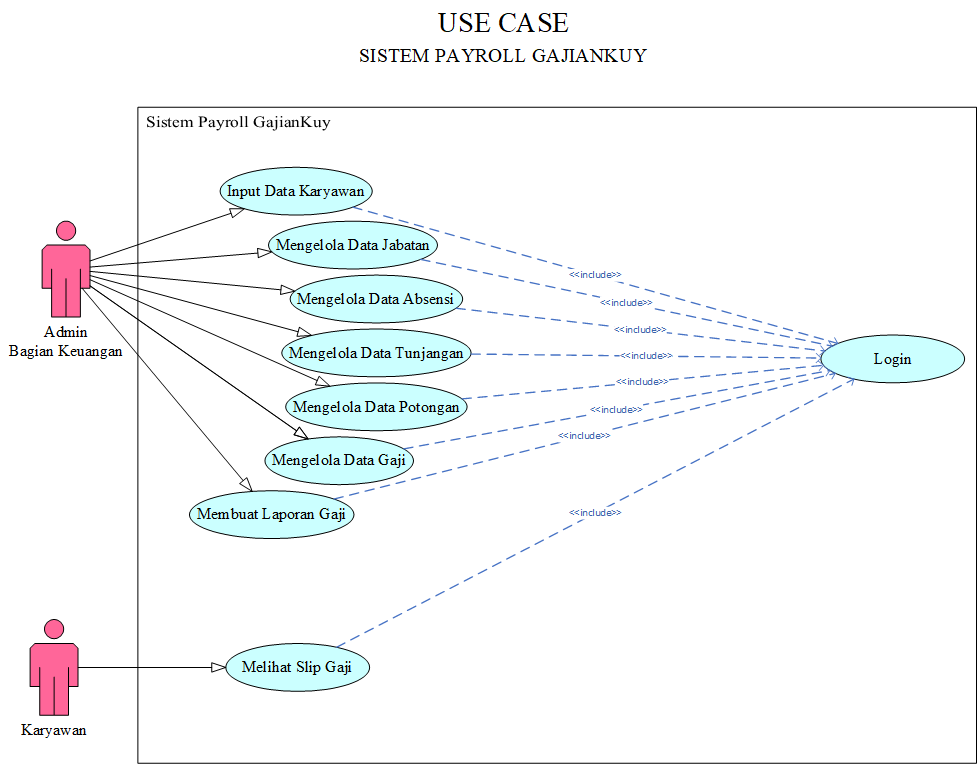 USE CASE
SISTEM PAYROLL GAJIANKUY
Sistem Payroll GajianKuy
Input Data Karyawan
Mengelola Data Jabatan
<<include>>
Mengelola Data Absensi
<<include>>
Admin
Bagian Keuangan
<<include>>
Mengelola Data Tunjangan
<<include>>
Login
<<include>>
Mengelola Data Potongan
<<include>>
<<include>>
Mengelola Data Gaji
Membuat Laporan Gaji
<<include>>
Melihat Slip Gaji
Karyawan